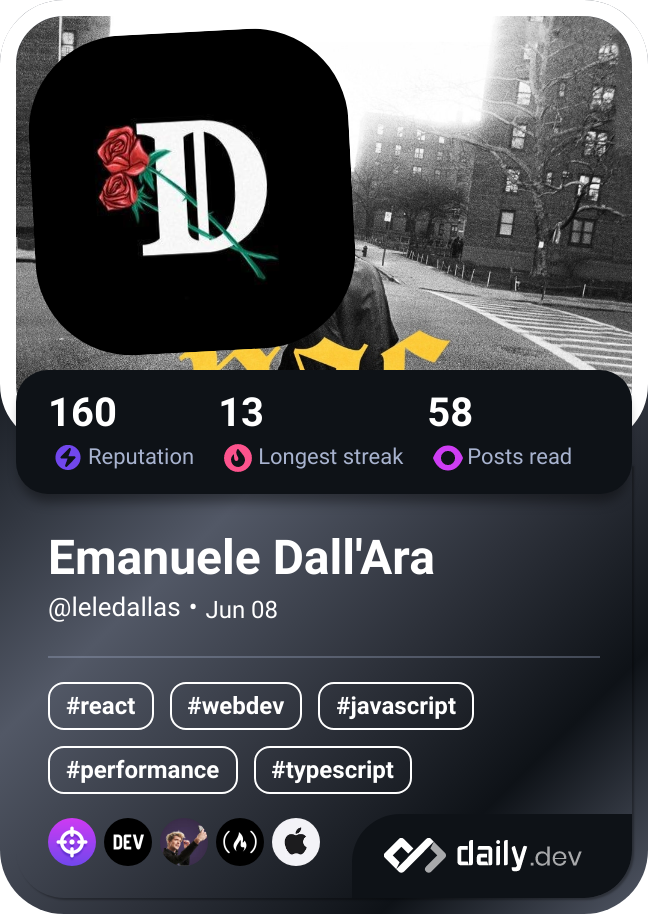 D
160 13 58
Reputation Longest streak Posts read
Emanuele Dall'Ara
@leledallas • Jun 08
#react #webdev #javascript
#performance #typescript
DEV
daily.dev